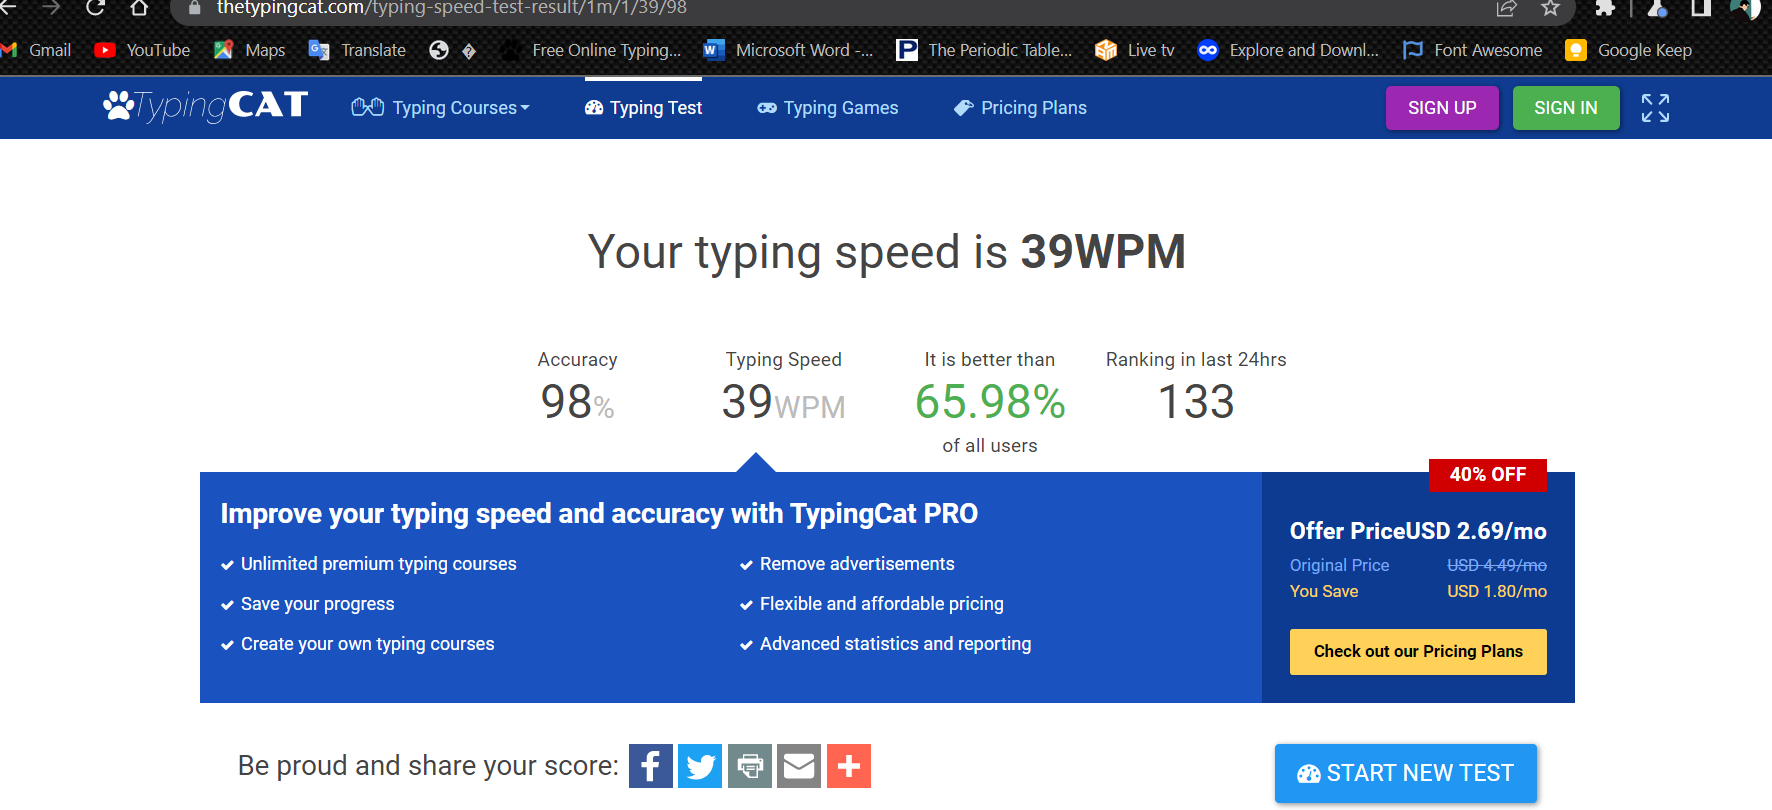 thetypingcat.com/typing-speed-test-result/1m/1/39/98
Gmail YouTube Maps Translate Free Online Typing... Microsoft Word -... The Periodic Table... Live tv Explore and Downl... Font Awesome Google Keep
TypingCAT Typing Courses Typing Test Typing Games Pricing Plans SIGN UP SIGN IN
Your typing speed is 39WPM
Accuracy Typing Speed It is better than Ranking in last 24hrs
98% 39WPM 65.98% 133
of all users
40% OFF
Improve your typing speed and accuracy with TypingCat PRO
Unlimited premium typing courses Remove advertisements
Save your progress Flexible and affordable pricing
Create your own typing courses Advanced statistics and reporting
Offer PriceUSD 2.69/mo
Original Price USD 4.49/mo
You Save USD 1.80/mo
Check out our Pricing Plans
Be proud and share your score:
START NEW TEST